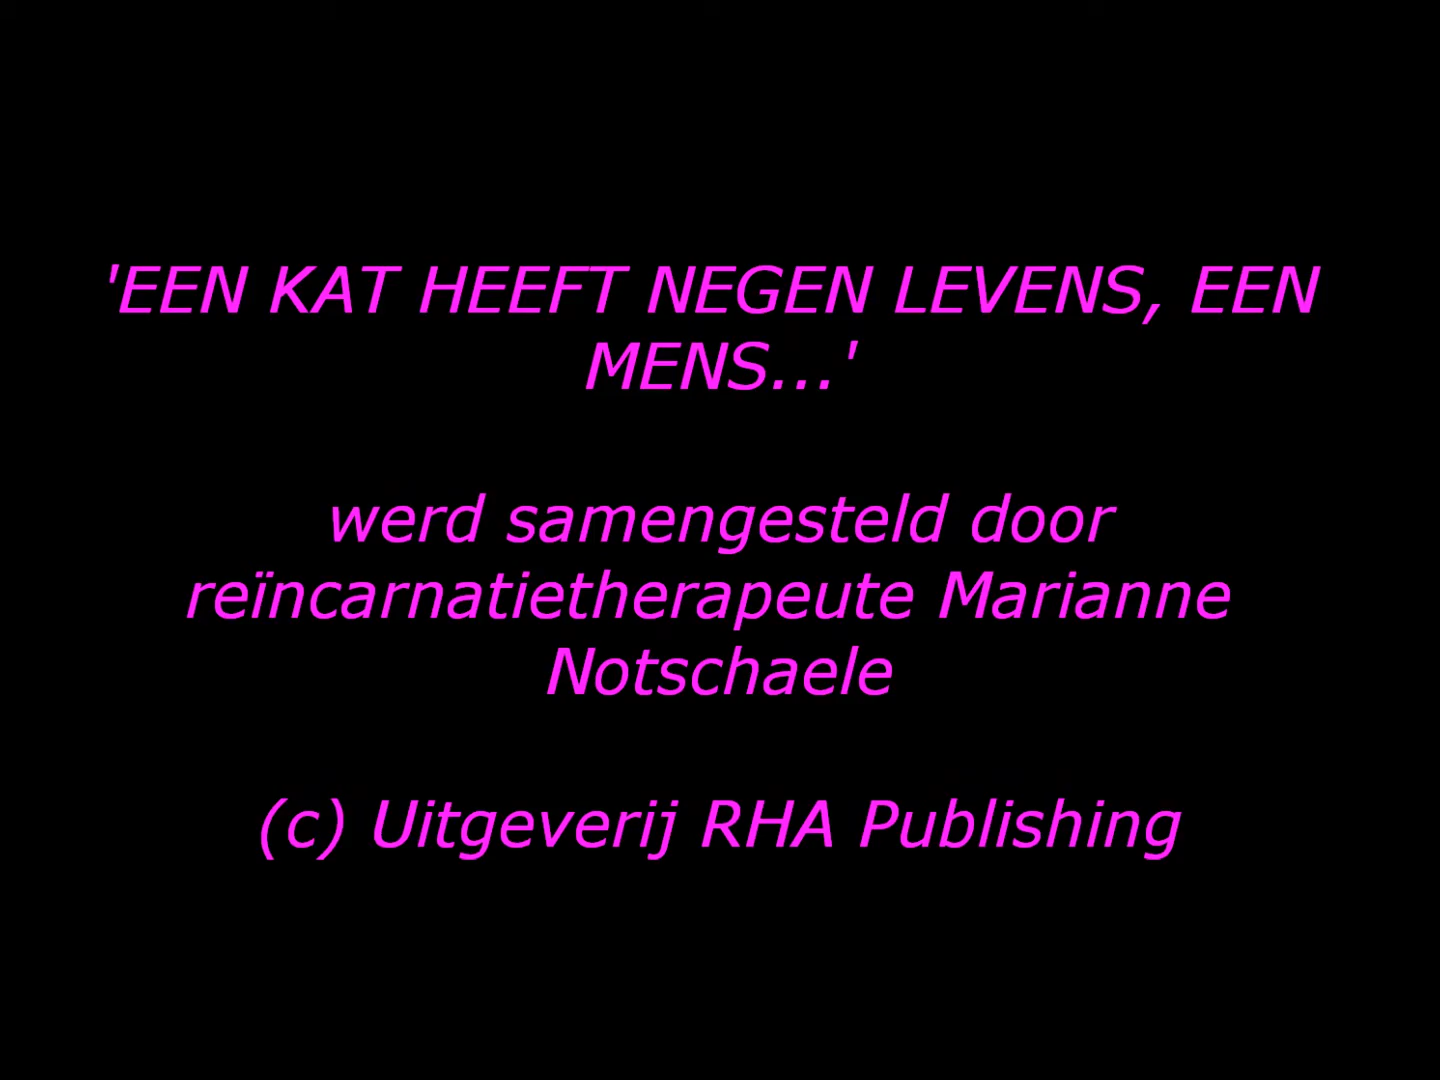 'EEN KAT HEEFT NEGEN LEVENS, EEN
MENS...'
werd samengesteld door
reïncarnatietherapeute Marianne
Notschaele
(c) Uitgeverij RHA Publishing